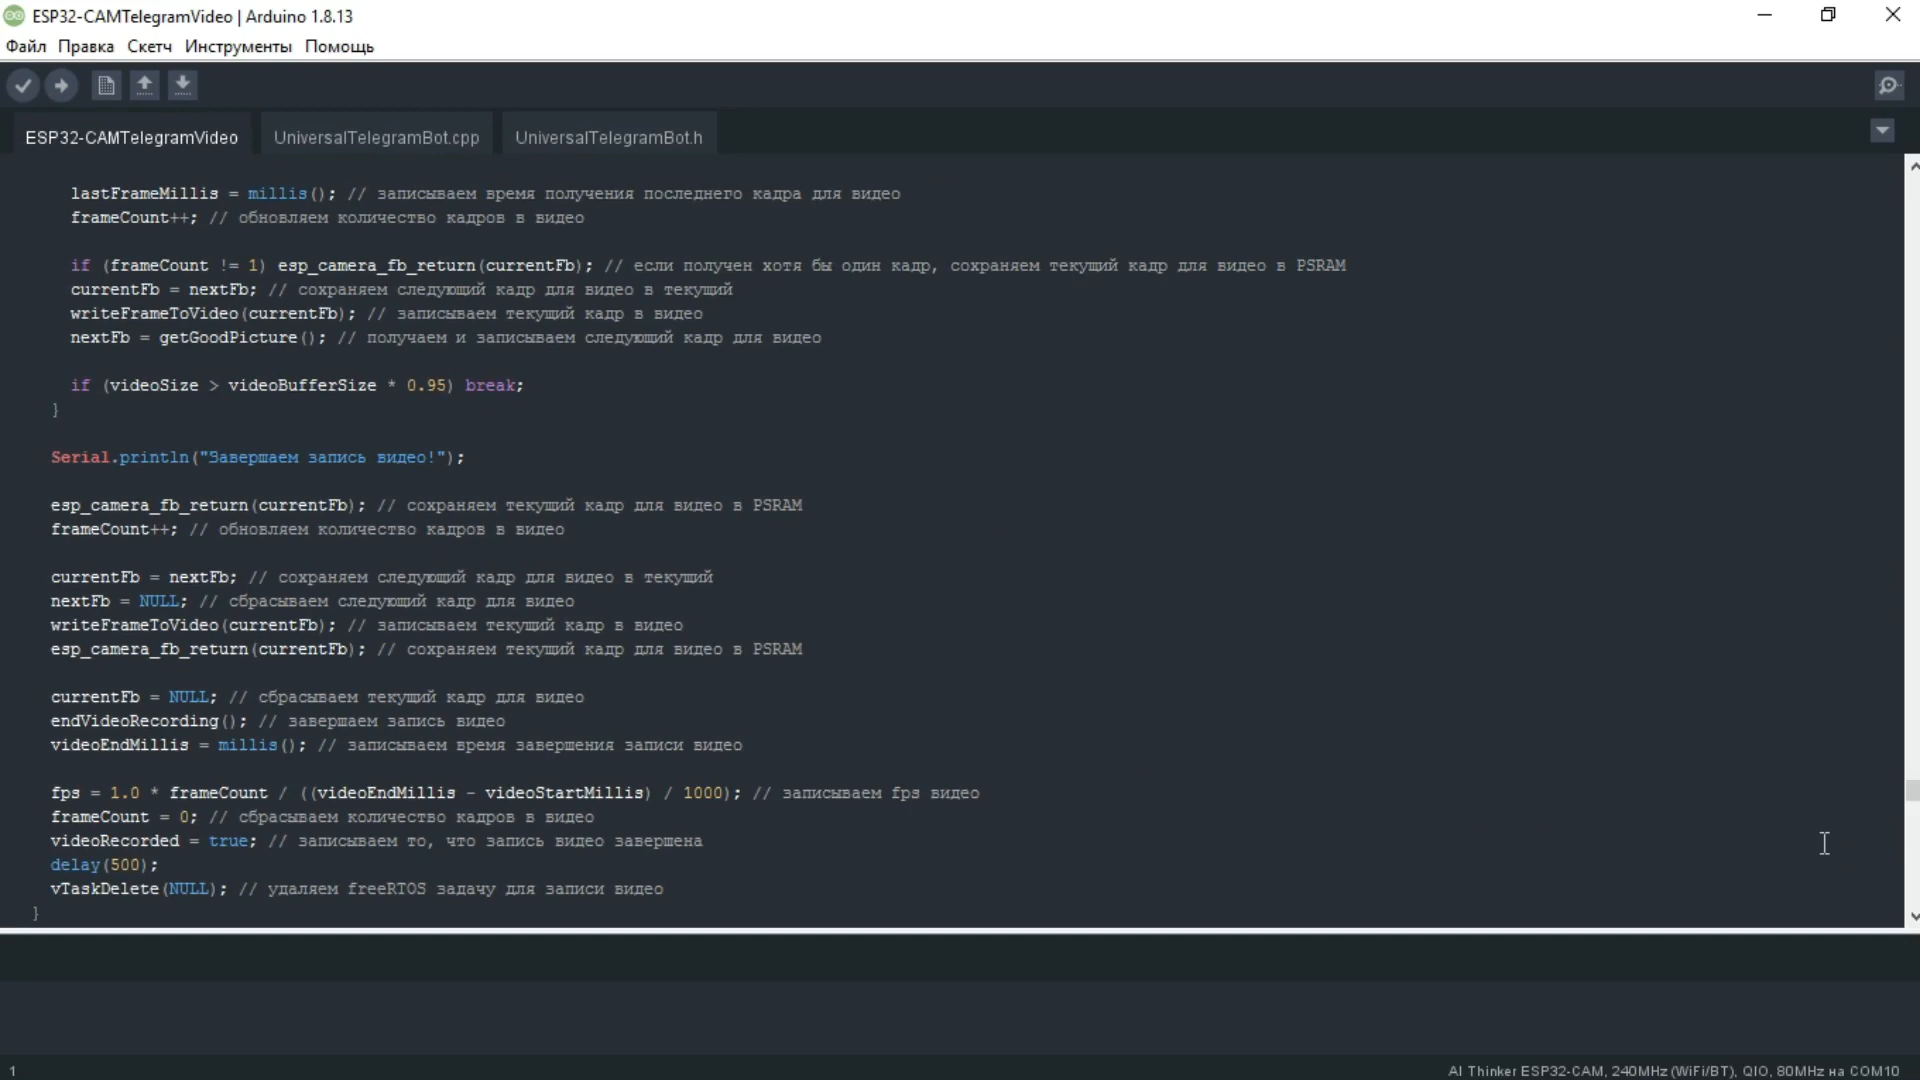 ESP32-CAMTelegramVideo | Arduino 1.8.13
Файл Правка Скетч Инструменты Помощь
ESP32-CAMTelegramVideo UniversalTelegramBot.cpp UniversalTelegramBot.h
lastFrameMillis = millis(); // записываем время получения последнего кадра для видео
frameCount++; // обновляем количество кадров в видео
if (frameCount != 1) esp_camera_fb_return(currentFb); // если получен хотя бы один кадр, сохраняем текущий кадр для видео в PSRAM
currentFb = nextFb; // сохраняем следующий кадр для видео в текущий
writeFrameToVideo(currentFb); // записываем текущий кадр в видео
nextFb = getGoodPicture(); // получаем и записываем следующий кадр для видео
if (videoSize > videoBufferSize * 0.95) break;
}
Serial.println("Завершаем запись видео!");
esp_camera_fb_return(currentFb); // сохраняем текущий кадр для видео в PSRAM
frameCount++; // обновляем количество кадров в видео
currentFb = nextFb; // сохраняем следующий кадр для видео в текущий
nextFb = NULL; // сбрасываем следующий кадр для видео
writeFrameToVideo(currentFb); // записываем текущий кадр в видео
esp_camera_fb_return(currentFb); // сохраняем текущий кадр для видео в PSRAM
currentFb = NULL; // сбрасываем текущий кадр для видео
endVideoRecording(); // завершаем запись видео
videoEndMillis = millis(); // записываем время завершения записи видео
fps = 1.0 * frameCount / ((videoEndMillis - videoStartMillis) / 1000); // записываем fps видео
frameCount = 0; // сбрасываем количество кадров в видео
videoRecorded = true; // записываем то, что запись видео завершена
delay(500);
vTaskDelete(NULL); // удаляем freeRTOS задачу для записи видео
}
1 AI Thinker ESP32-CAM, 240MHz (WiFi/BT), QIO, 80MHz на COM10